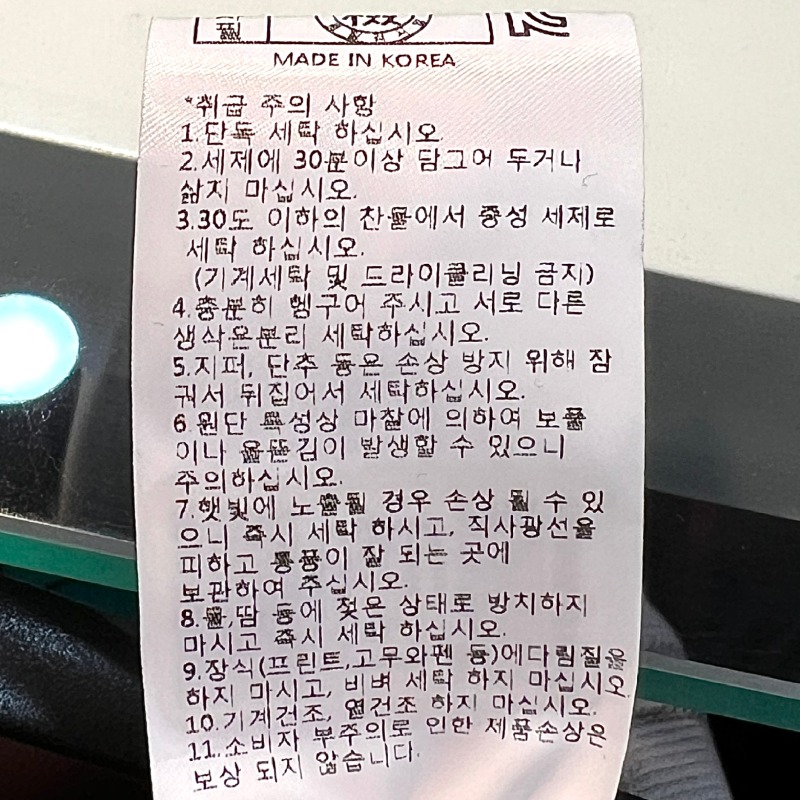 MADE IN KOREA
*취급 주의 사항
1.단독 세탁 하십시오.
2.세제에 30분이상 담그어 두거나
삶지 마십시오.
3.30도 이하의 찬물에서 중성 세제로
세탁 하십시오.
(기계세탁 및 드라이클리닝 금지)
4.충분히 헹구어 주시고 서로 다른
생삭은분리 세탁하십시오.
5.지퍼, 단추 등은 손상 방지 위해 잠
궈서 뒤집어서 세탁하십시오.
6.원단 특성상 마찰에 의하여 보풀
이나 올뜯김이 발생할 수 있으니
주의하십시오.
7.햇빛에 노출될 경우 손상 될 수 있
으니 즉시 세탁 하시고, 직사광선을
피하고 통풍이 잘 되는 곳에
보관하여 주십시오.
8.물,땀 등에 젖은 상태로 방치하지
마시고 즉시 세탁 하십시오.
9.장식(프린트,고무와펜 등)에다림질을
하지 마시고, 비벼 세탁 하지 마십시오.
10.기계건조, 열건조 하지 마십시오.
11.소비자 부주의로 인한 제품손상은
보상 되지 않습니다.